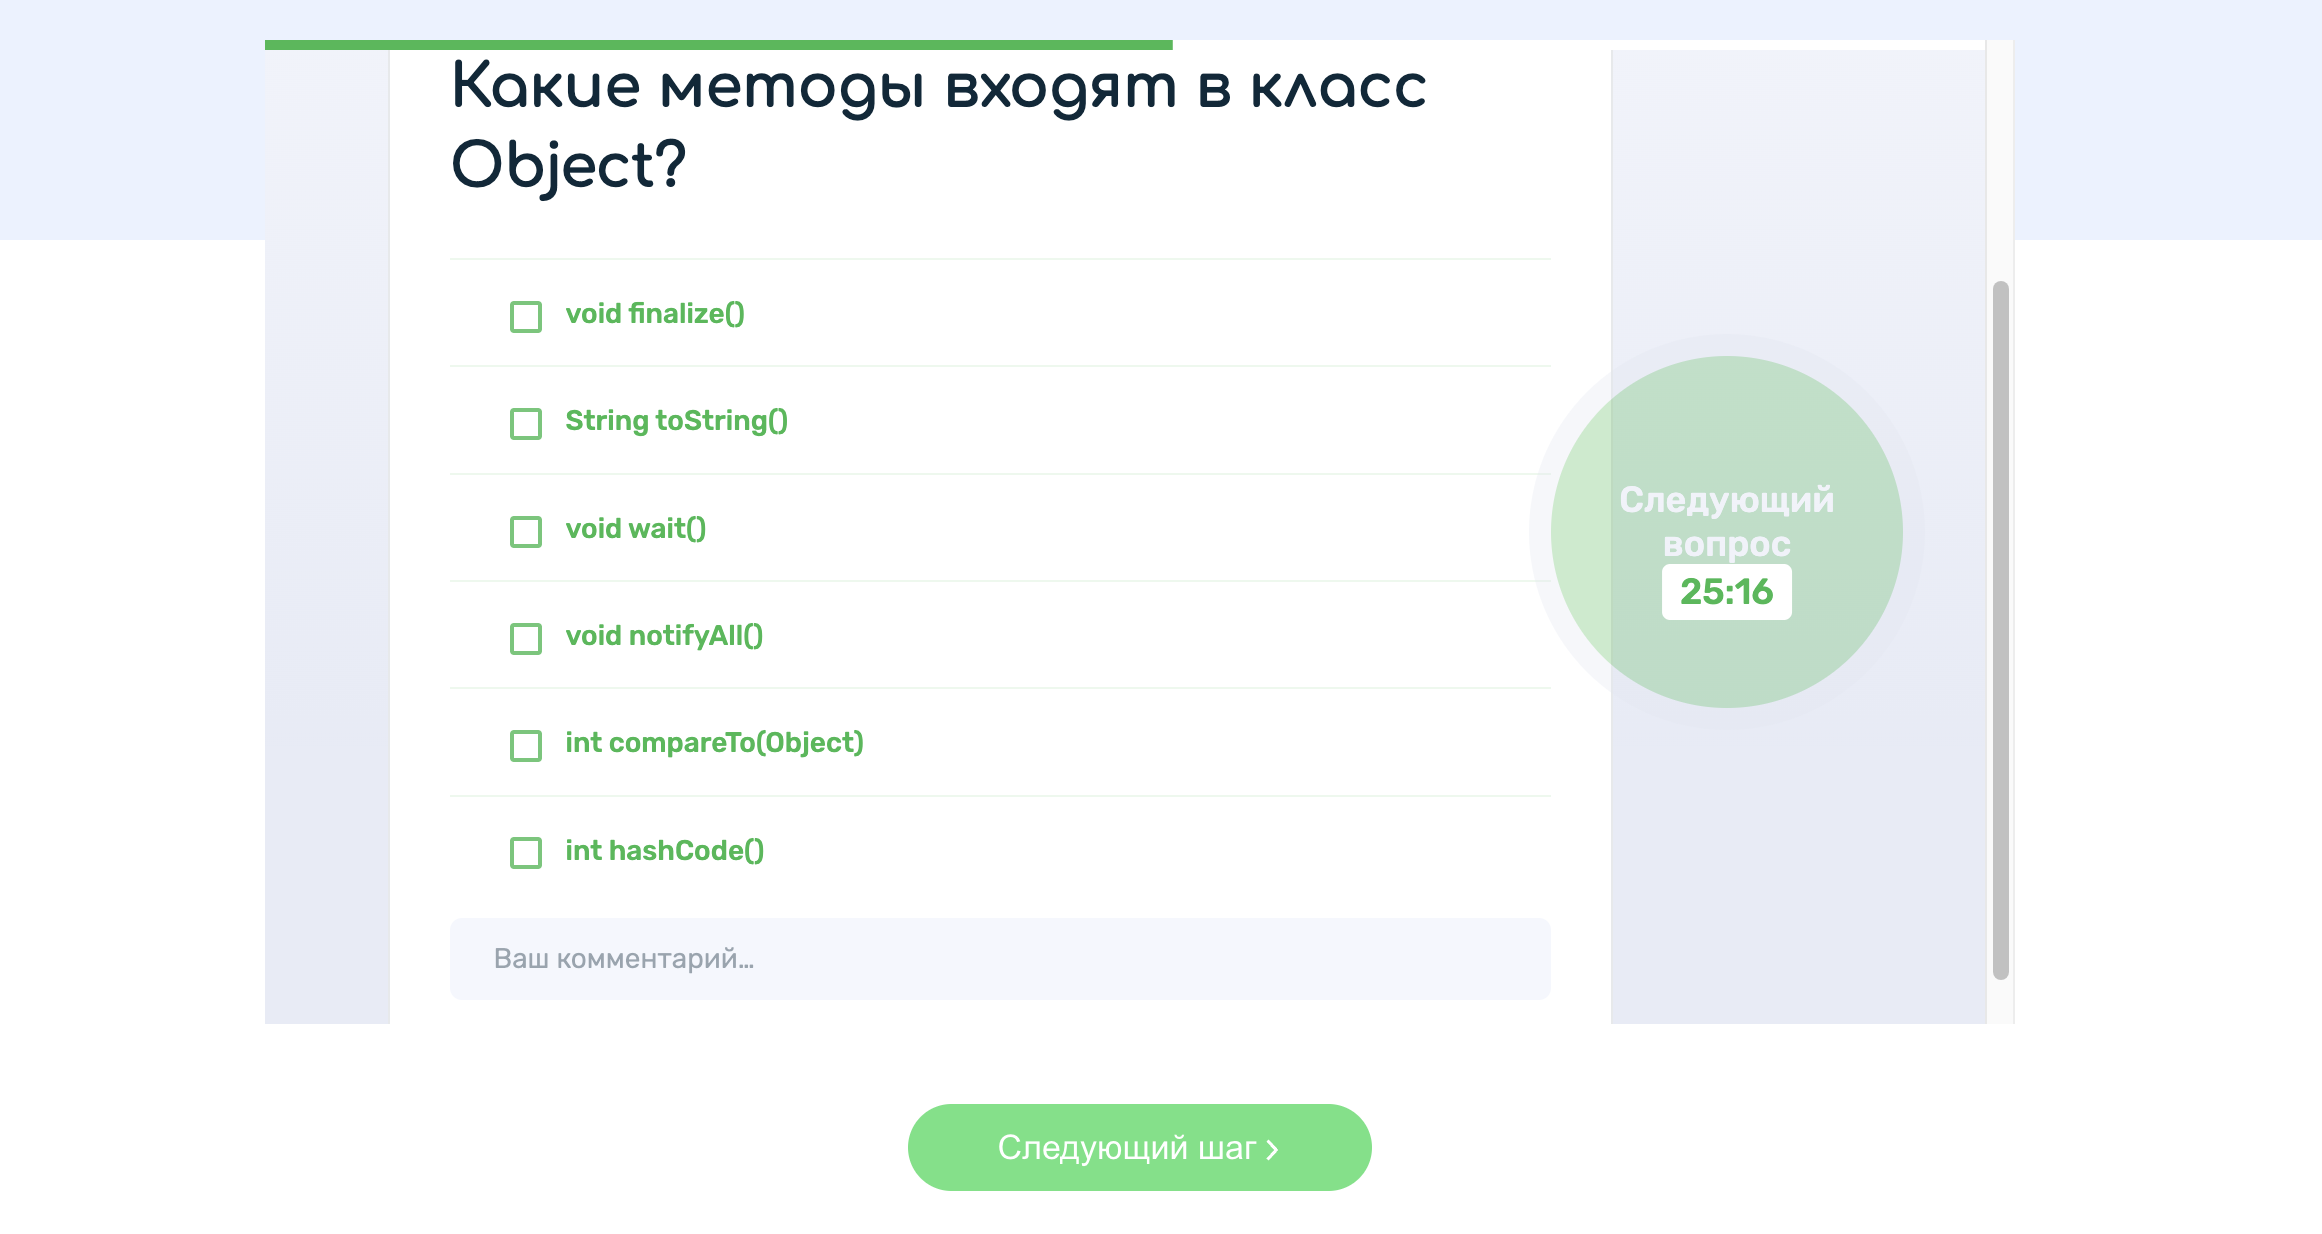 Какие методы входят в класс
Object?
void finalize()
String toString()
void wait()
void notifyAll()
int compareTo(Object)
int hashCode()
Следующий
вопрос
25:16
Ваш комментарий...
Следующий шаг